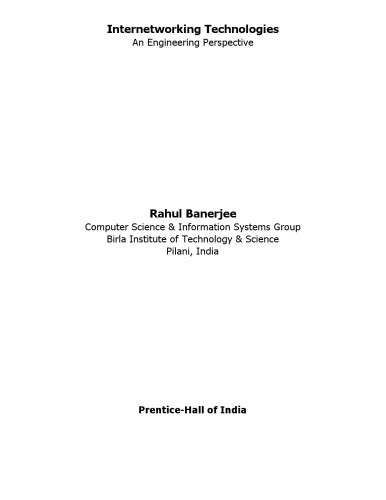 Internetworking Technologies
An Engineering Perspective
Rahul Banerjee
Computer Science & Information Systems Group
Birla Institute of Technology & Science
Pilani, India
Prentice-Hall of India